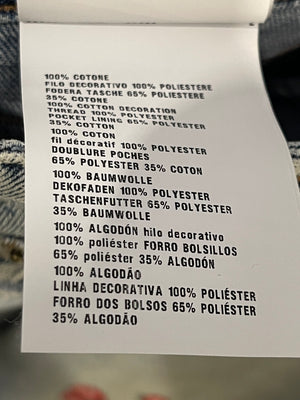 100% COTONE
FILO DECORATIVO 100% POLIESTERE
FODERA TASCHE 65% POLIESTERE
35% COTONE
100% COTTON DECORATION
THREAD 100% POLYESTER
POCKET LINING 65% POLYESTER
35% COTTON
100% COTON
fil décoratif 100% POLYESTER
DOUBLURE POCHES
65% POLYESTER 35% COTON
100% BAUMWOLLE
DEKOFADEN 100% POLYESTER
TASCHENFUTTER 65% POLYESTER
35% BAUMWOLLE
100% ALGODÓN hilo decorativo
100% poliéster FORRO BOLSILLOS
65% poliéster 35% ALGODÓN
100% ALGODÃO
LINHA DECORATIVA 100% POLIÉSTER
FORRO DOS BOLSOS 65% POLIÉSTER
35% ALGODÃO